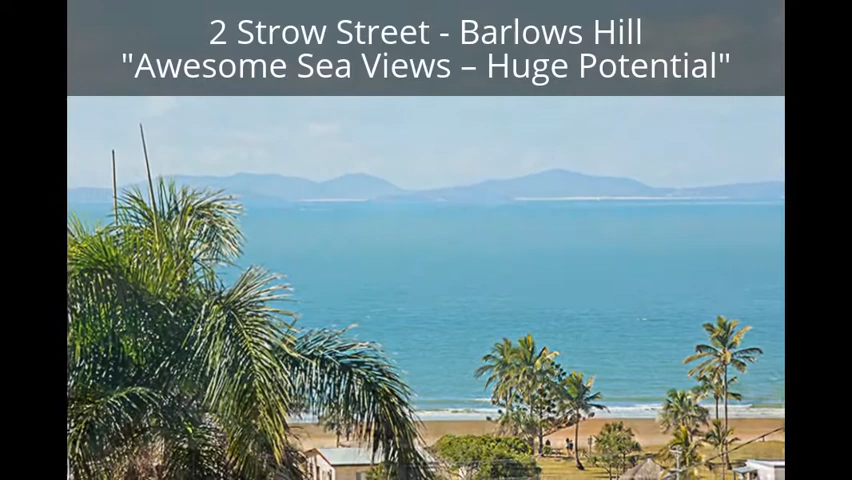 2 Strow Street - Barlows Hill
"Awesome Sea Views – Huge Potential"